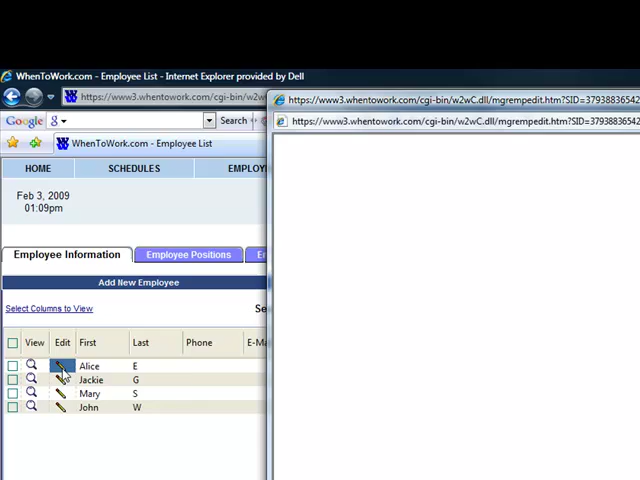 WhenToWork.com - Employee List - Internet Explorer provided by Dell
https://www3.whentowork.com/cgi-bin/w2w
https://www3.whentowork.com/cgi-bin/w2wC.dll/mgrempedit.htm?SID=37938836542
Google Search
https://www3.whentowork.com/cgi-bin/w2wC.dll/mgrempedit.htm?SID=3793883654
WhenToWork.com - Employee List
HOME SCHEDULES EMPLOY
Feb 3, 2009
01:09pm
Employee Information Employee Positions E
Add New Employee
Select Columns to View Se
View Edit First Last Phone E-Ma
Alice E
Jackie G
Mary S
John W